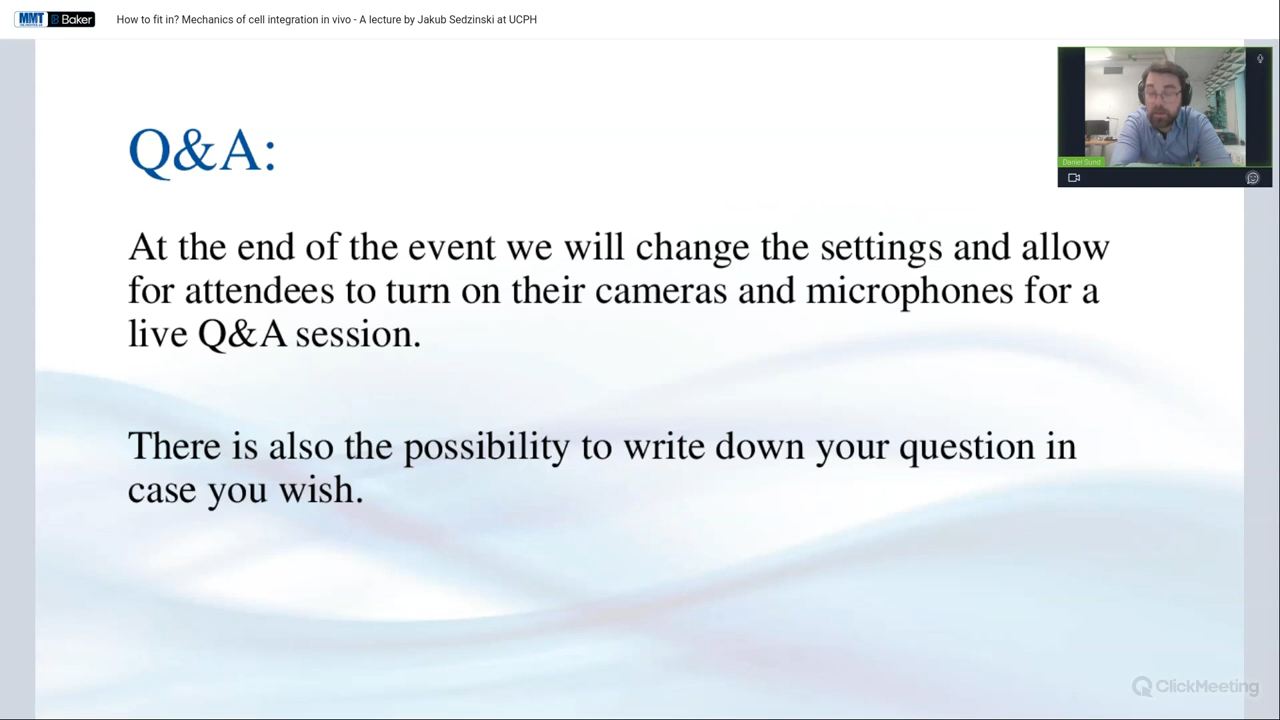 MMT Baker
How to fit in? Mechanics of cell integration in vivo - A lecture by Jakub Sedzinski at UCPH
Q&A:
At the end of the event we will change the settings and allow
for attendees to turn on their cameras and microphones for a
live Q&A session.
There is also the possibility to write down your question in
case you wish.
Daniel Sund
ClickMeeting